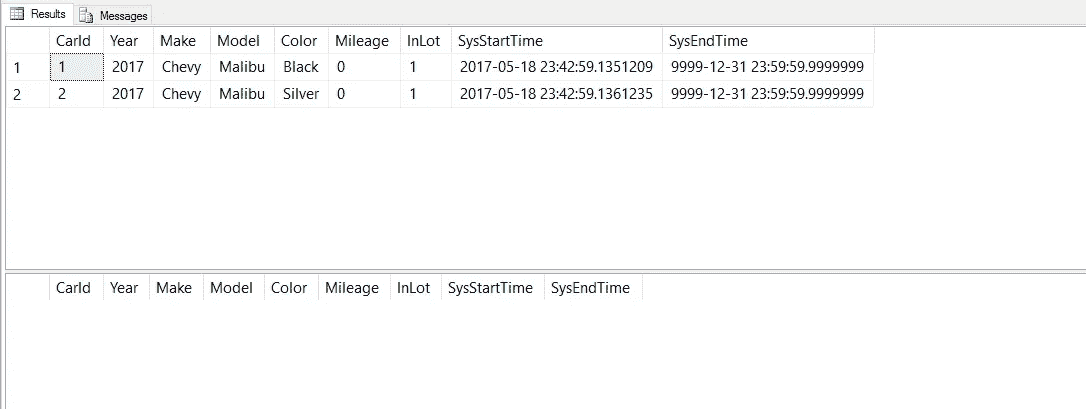 Results Messages
CarId Year Make Model Color Mileage InLot SysStartTime SysEndTime
1 1 2017 Chevy Malibu Black 0 1 2017-05-18 23:42:59.1351209 9999-12-31 23:59:59.9999999
2 2 2017 Chevy Malibu Silver 0 1 2017-05-18 23:42:59.1361235 9999-12-31 23:59:59.9999999
CarId Year Make Model Color Mileage InLot SysStartTime SysEndTime